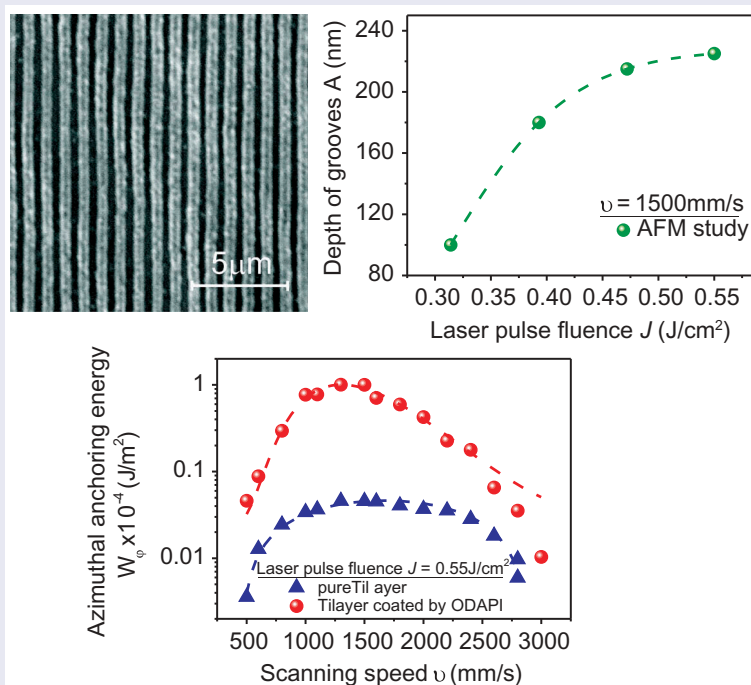 5μm
Depth of grooves A (nm)
240
200
160
120
80
υ = 1500mm/s
AFM study
0.30 0.35 0.40 0.45 0.50 0.55
Laser pulse fluence J (J/cm²)
Azimuthal anchoring energy
Wφ x10⁻⁴ (J/m²)
1
0.1
0.01
Laser pulse fluence J = 0.55J/cm²
pureTil ayer
Tilayer coated by ODAPI
500 1000 1500 2000 2500 3000
Scanning speed υ (mm/s)